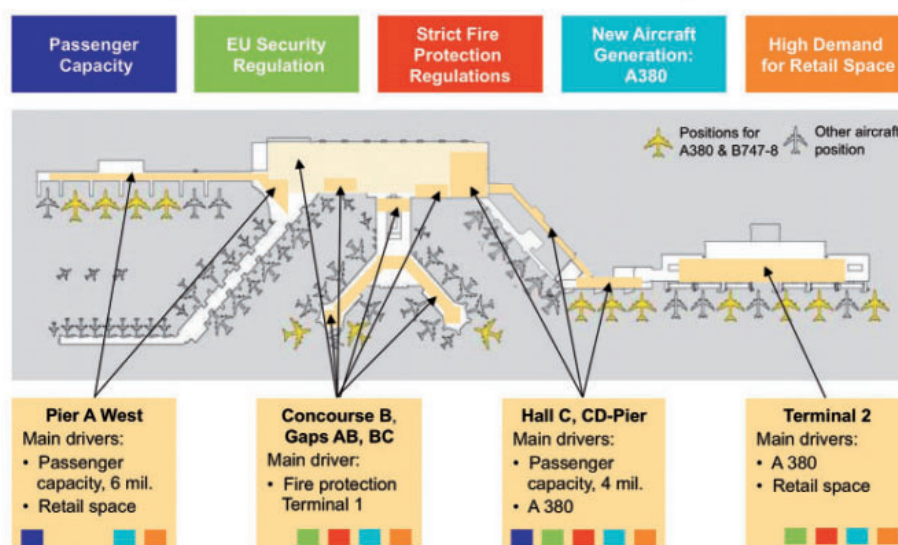 Passenger
Capacity
EU Security
Regulation
Strict Fire
Protection
Regulations
New Aircraft
Generation:
A380
High Demand
for Retail Space
Positions for
A380 & B747-8
Other aircraft
position
Pier A West
Main drivers:
• Passenger
capacity, 6 mil.
• Retail space
Concourse B,
Gaps AB, BC
Main driver:
• Fire protection
Terminal 1
Hall C, CD-Pier
Main drivers:
• Passenger
capacity, 4 mil.
• A 380
Terminal 2
Main drivers:
• A 380
• Retail space